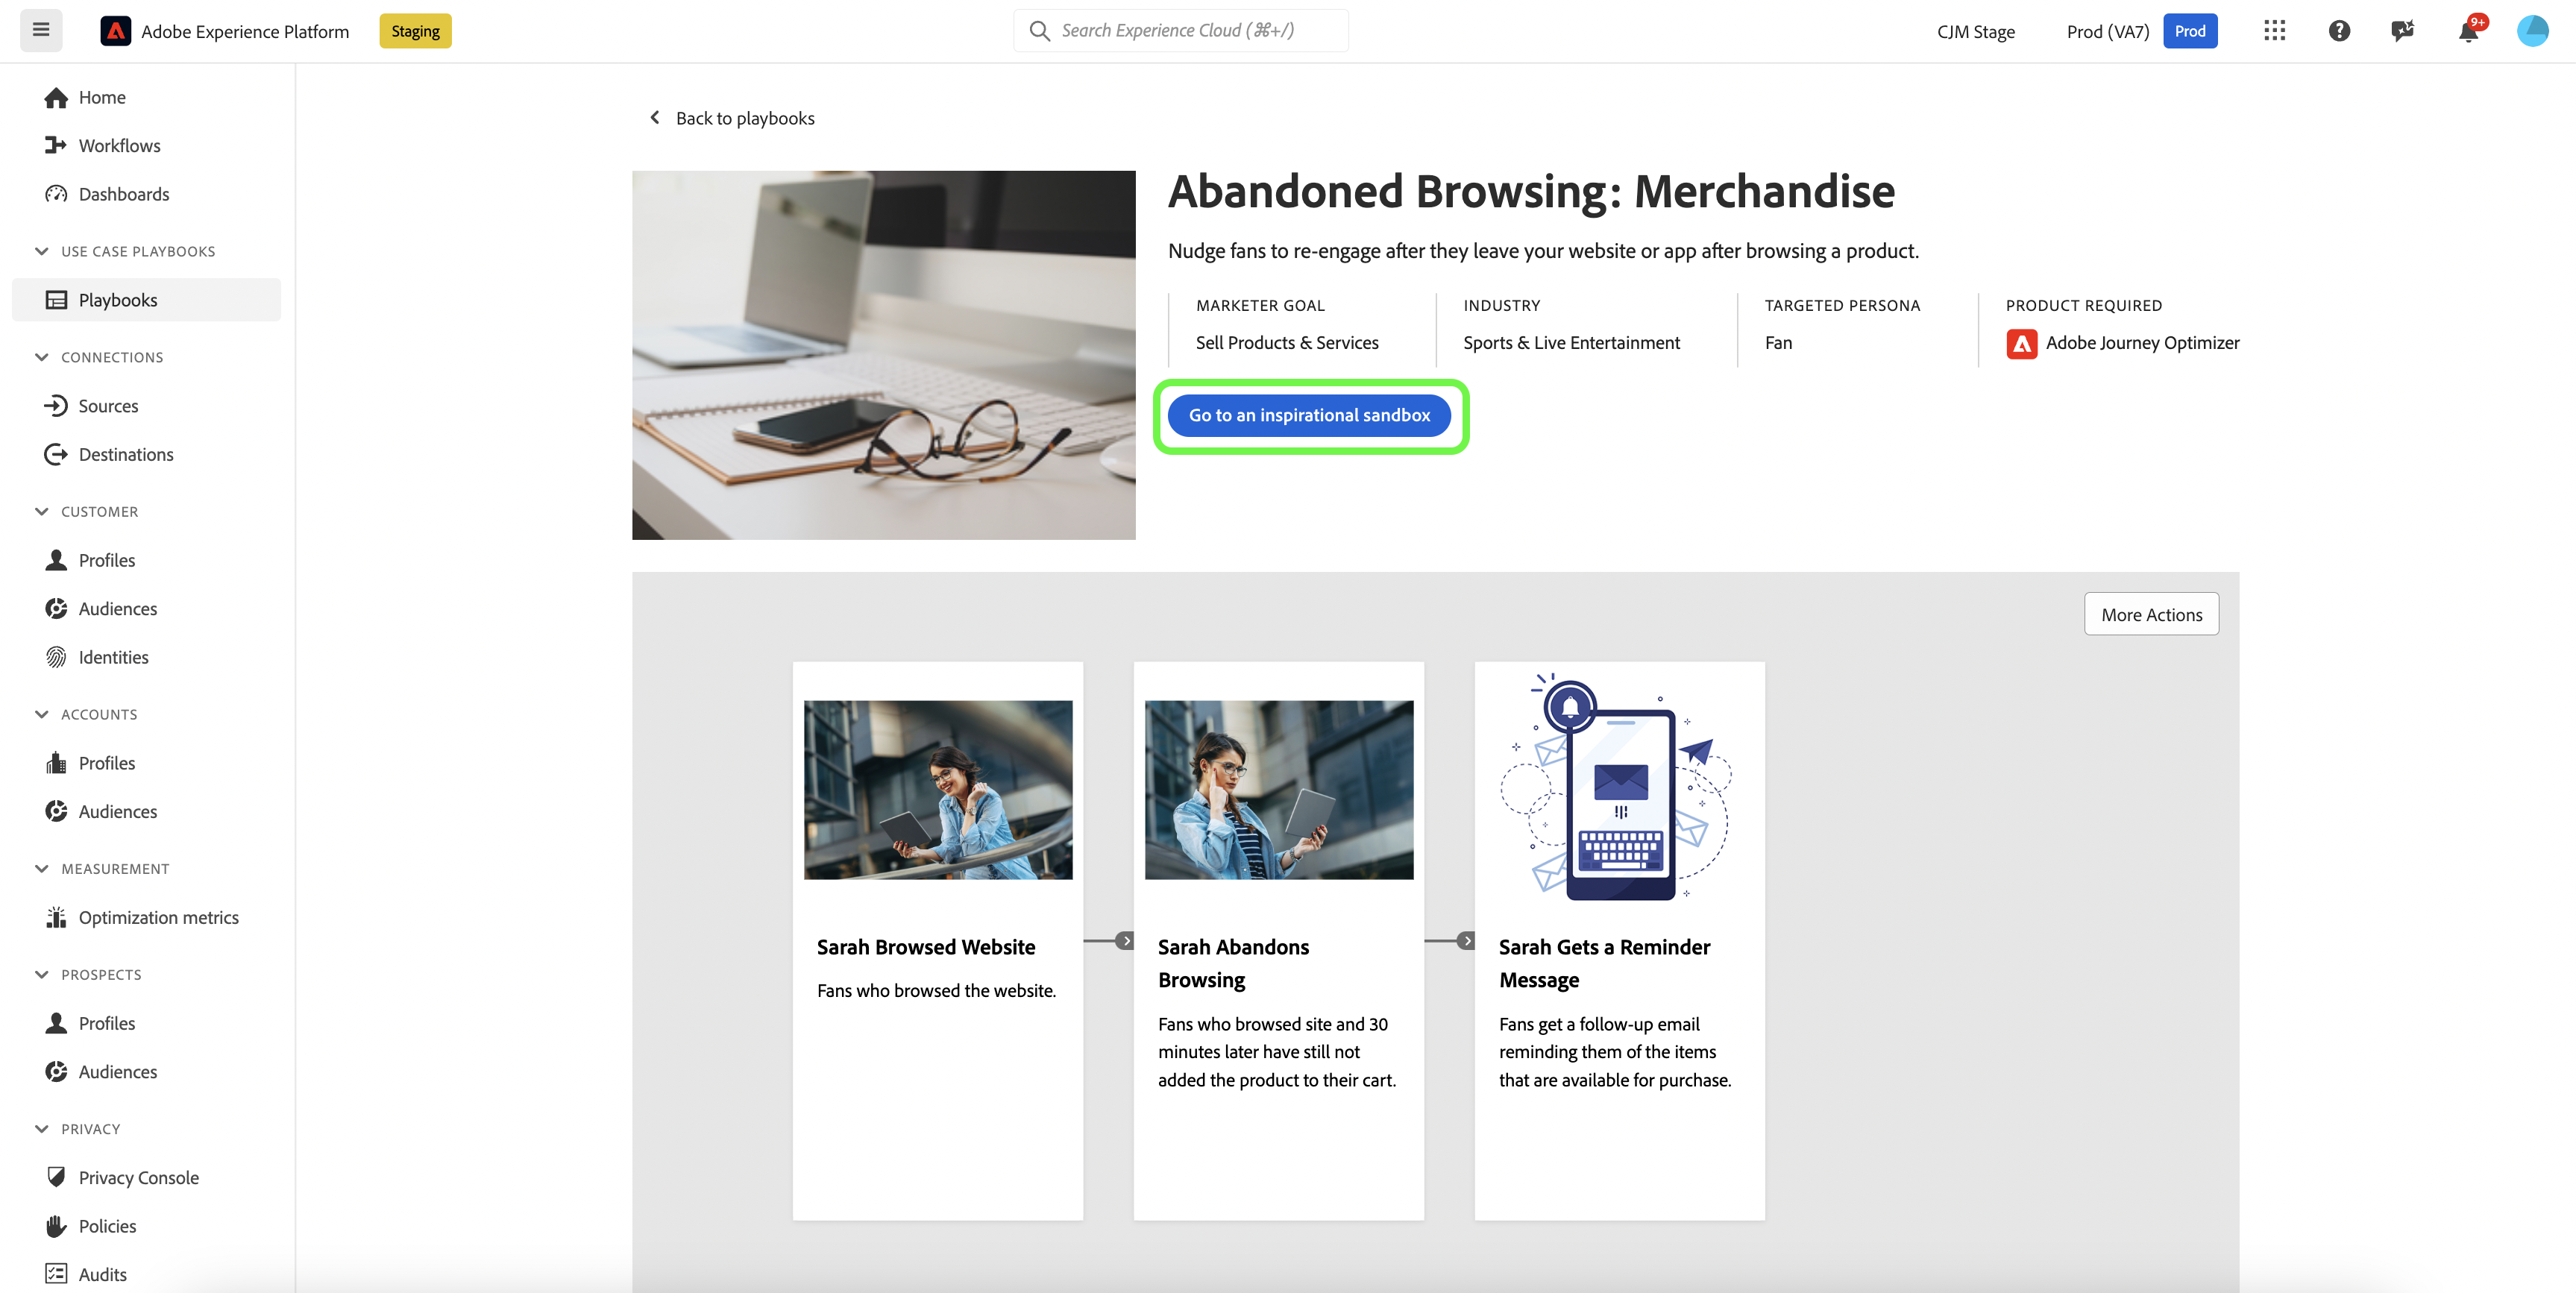 Adobe Experience Platform
Staging
Search Experience Cloud (⌘+/)
CJM Stage
Prod (VA7)
Prod
9+
Home
Workflows
Dashboards
USE CASE PLAYBOOKS
Playbooks
CONNECTIONS
Sources
Destinations
CUSTOMER
Profiles
Audiences
Identities
ACCOUNTS
Profiles
Audiences
MEASUREMENT
Optimization metrics
PROSPECTS
Profiles
Audiences
PRIVACY
Privacy Console
Policies
Audits
Back to playbooks
Abandoned Browsing: Merchandise
Nudge fans to re-engage after they leave your website or app after browsing a product.
MARKETER GOAL
Sell Products & Services
INDUSTRY
Sports & Live Entertainment
TARGETED PERSONA
Fan
PRODUCT REQUIRED
Adobe Journey Optimizer
Go to an inspirational sandbox
More Actions
Sarah Browsed Website
Fans who browsed the website.
Sarah Abandons
Browsing
Fans who browsed site and 30
minutes later have still not
added the product to their cart.
Sarah Gets a Reminder
Message
Fans get a follow-up email
reminding them of the items
that are available for purchase.